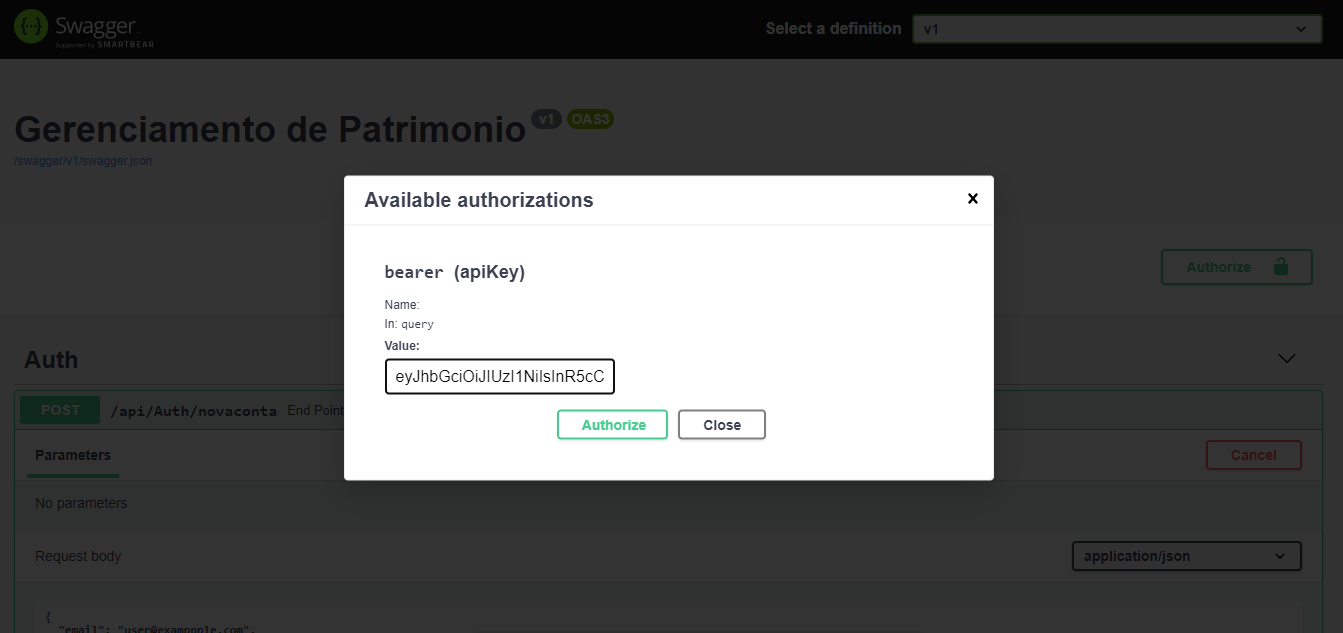 {···} Swagger.
Supported by SMARTBEAR
Select a definition
v1
Gerenciamento de Patrimonio v1 OAS3
/swagger/v1/swagger.json
Available authorizations
×
bearer (apiKey)
Name:
In: query
Value:
eyJhbGciOiJIUzI1NiIsInR5cC
Authorize
Close
Authorize
Auth
POST /api/Auth/novaconta End Point
Parameters
Cancel
No parameters
Request body
application/json
{
"email": "user@exampnple.com",